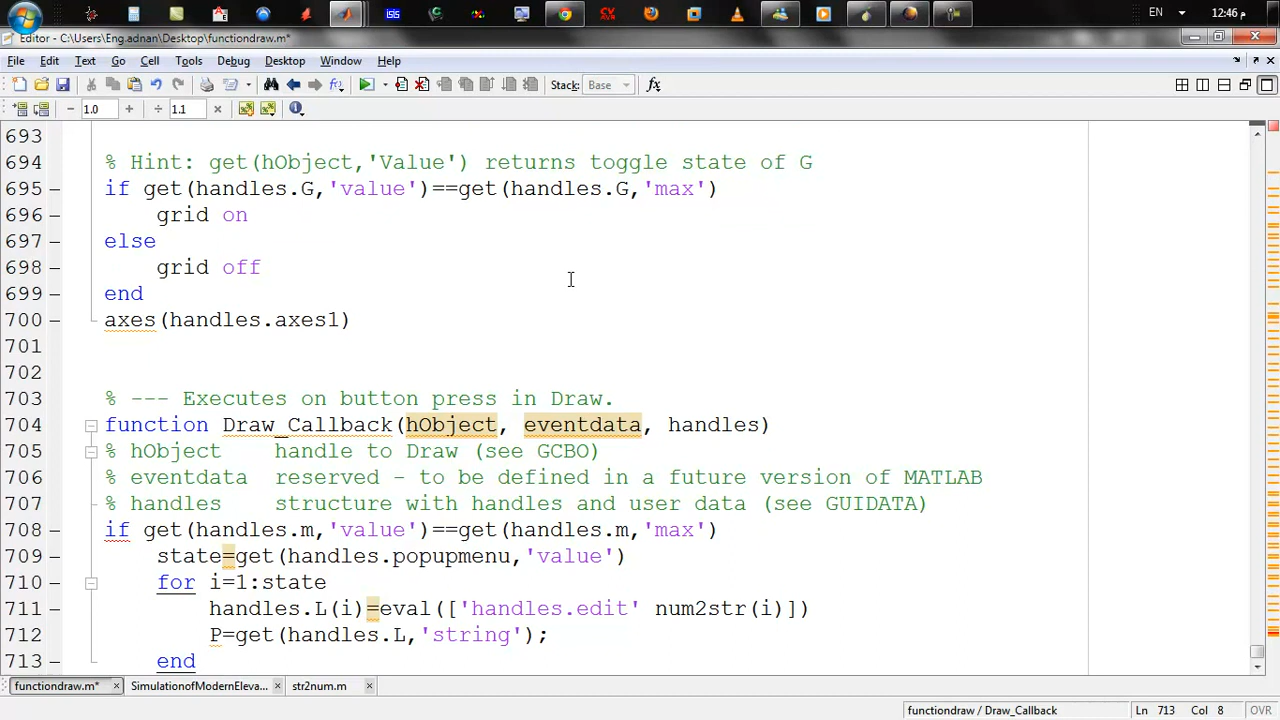 EN م 12:46
Editor - C:\Users\Eng.adnan\Desktop\functiondraw.m*
File Edit Text Go Cell Tools Debug Desktop Window Help
Stack: Base fx
− 1.0 + ÷ 1.1 ×
693
694 % Hint: get(hObject,'Value') returns toggle state of G
695 – if get(handles.G,'value')==get(handles.G,'max')
696 – grid on
697 – else
698 – grid off
699 – end
700 – axes(handles.axes1)
701
702
703 % --- Executes on button press in Draw.
704 – function Draw_Callback(hObject, eventdata, handles)
705 % hObject handle to Draw (see GCBO)
706 % eventdata reserved - to be defined in a future version of MATLAB
707 % handles structure with handles and user data (see GUIDATA)
708 – if get(handles.m,'value')==get(handles.m,'max')
709 – state=get(handles.popupmenu,'value')
710 – for i=1:state
711 – handles.L(i)=eval(['handles.edit' num2str(i)])
712 – P=get(handles.L,'string');
713 – end
functiondraw.m* × SimulationofModernEleva... × str2num.m ×
functiondraw / Draw_Callback Ln 713 Col 8 OVR